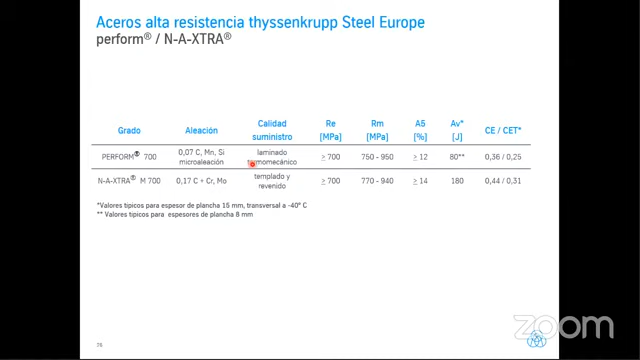 Aceros alta resistencia thyssenkrupp Steel Europe
perform® / N-A-XTRA®
Grado Aleación Calidad suministro Re [MPa] Rm [MPa] A5 [%] Av* [J] CE / CET*
PERFORM® 700 0,07 C, Mn, Si microaleación laminado termomecánico ≥ 700 750 - 950 ≥ 12 80** 0,36 / 0,25
N-A-XTRA® M 700 0,17 C + Cr, Mo templado y revenido ≥ 700 770 - 940 ≥ 14 180 0,44 / 0,31
*Valores tipicos para espesor de plancha 15 mm, transversal a -40° C
** Valores tipicos para espesores de plancha 8 mm
76
zoom